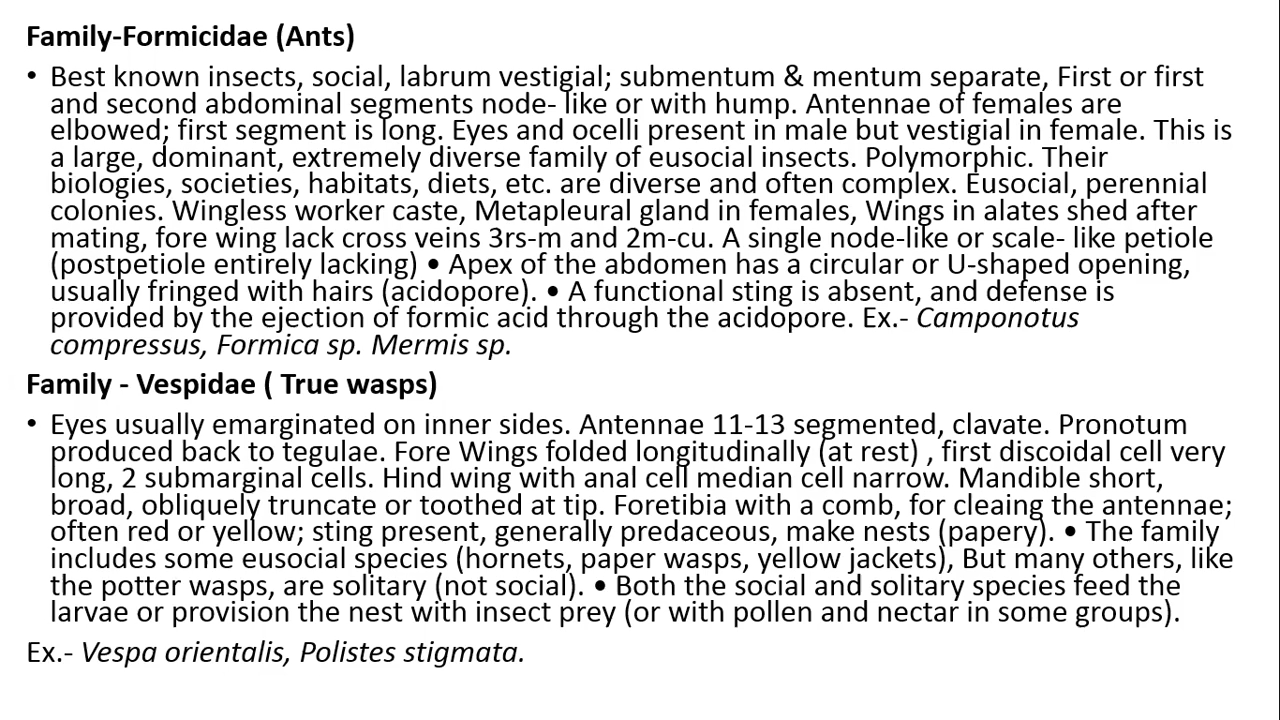 Family-Formicidae (Ants)
• Best known insects, social, labrum vestigial; submentum & mentum separate, First or first
and second abdominal segments node- like or with hump. Antennae of females are
elbowed; first segment is long. Eyes and ocelli present in male but vestigial in female. This is
a large, dominant, extremely diverse family of eusocial insects. Polymorphic. Their
biologies, societies, habitats, diets, etc. are diverse and often complex. Eusocial, perennial
colonies. Wingless worker caste, Metapleural gland in females, Wings in alates shed after
mating, fore wing lack cross veins 3rs-m and 2m-cu. A single node-like or scale- like petiole
(postpetiole entirely lacking) • Apex of the abdomen has a circular or U-shaped opening,
usually fringed with hairs (acidopore). • A functional sting is absent, and defense is
provided by the ejection of formic acid through the acidopore. Ex.- Camponotus
compressus, Formica sp. Mermis sp.
Family - Vespidae ( True wasps)
• Eyes usually emarginated on inner sides. Antennae 11-13 segmented, clavate. Pronotum
produced back to tegulae. Fore Wings folded longitudinally (at rest) , first discoidal cell very
long, 2 submarginal cells. Hind wing with anal cell median cell narrow. Mandible short,
broad, obliquely truncate or toothed at tip. Foretibia with a comb, for cleaing the antennae;
often red or yellow; sting present, generally predaceous, make nests (papery). • The family
includes some eusocial species (hornets, paper wasps, yellow jackets), But many others, like
the potter wasps, are solitary (not social). • Both the social and solitary species feed the
larvae or provision the nest with insect prey (or with pollen and nectar in some groups).
Ex.- Vespa orientalis, Polistes stigmata.